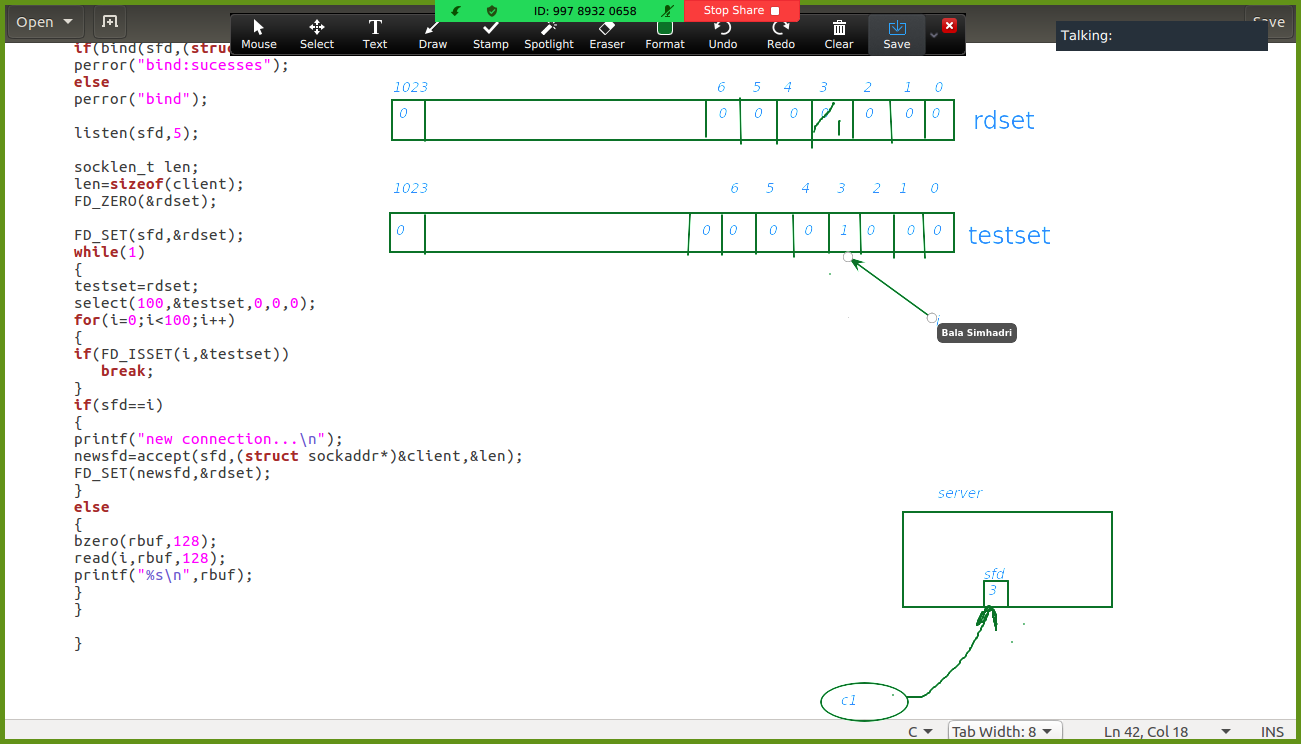 ID: 997 8932 0658
Stop Share
Open
Save
Mouse
Select
Text
Draw
Stamp
Spotlight
Eraser
Format
Undo
Redo
Clear
Save
Talking:
if(bind(sfd,(struc
perror("bind:sucesses");
else
perror("bind");
listen(sfd,5);
socklen_t len;
len=sizeof(client);
FD_ZERO(&rdset);
FD_SET(sfd,&rdset);
while(1)
{
testset=rdset;
select(100,&testset,0,0,0);
for(i=0;i<100;i++)
{
if(FD_ISSET(i,&testset))
break;
}
if(sfd==i)
{
printf("new connection...\n");
newsfd=accept(sfd,(struct sockaddr*)&client,&len);
FD_SET(newsfd,&rdset);
}
else
{
bzero(rbuf,128);
read(i,rbuf,128);
printf("%s\n",rbuf);
}
}
}
1023 6 5 4 3 2 1 0
0 0 0 0 0 1 0 0 0
rdset
1023 6 5 4 3 2 1 0
0 0 0 0 0 1 0 0 0
testset
i
Bala Simhadri
server
sfd
3
c1
C
Tab Width: 8
Ln 42, Col 18
INS